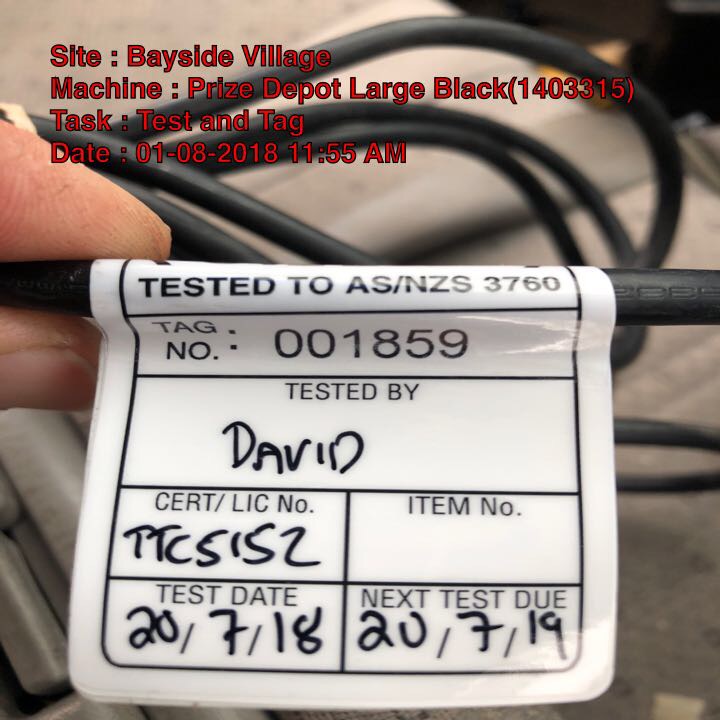 Site : Bayside Village
Machine : Prize Depot Large Black(1403315)
Task : Test and Tag
Date : 01-08-2018 11:55 AM
TESTED TO AS/NZS 3760
TAG :
NO. : 001859
TESTED BY
DAVID
CERT/ LIC No. ITEM No.
TTC5152
TEST DATE NEXT TEST DUE
20/7/18 20/7/19